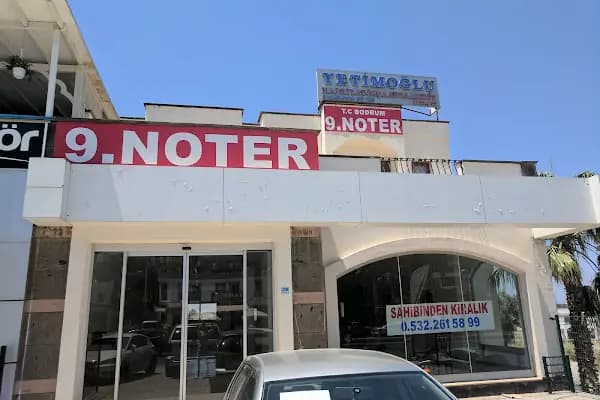 YETİMOĞLU
T.C BODRUM
9.NOTER
ör
9.NOTER
SAHİBİNDEN KİRALIK
0.532.261 58 99